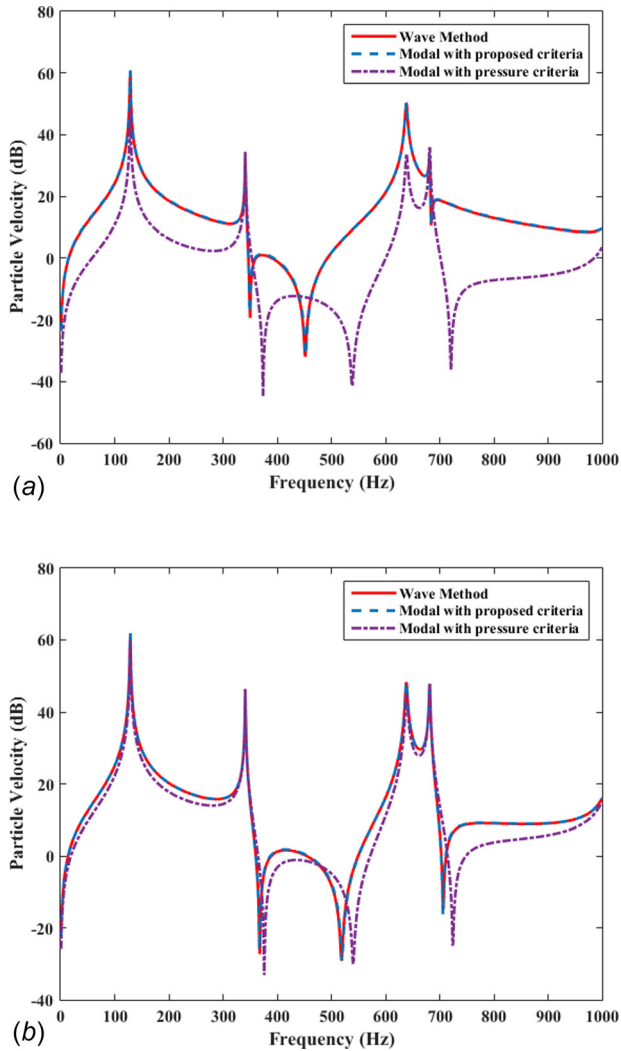 80
60
40
20
0
-20
-40
-60
Particle Velocity (dB)
Wave Method
Modal with proposed criteria
Modal with pressure criteria
0 100 200 300 400 500 600 700 800 900 1000
Frequency (Hz)
(a)
80
60
40
20
0
-20
-40
Particle Velocity (dB)
Wave Method
Modal with proposed criteria
Modal with pressure criteria
0 100 200 300 400 500 600 700 800 900 1000
Frequency (Hz)
(b)